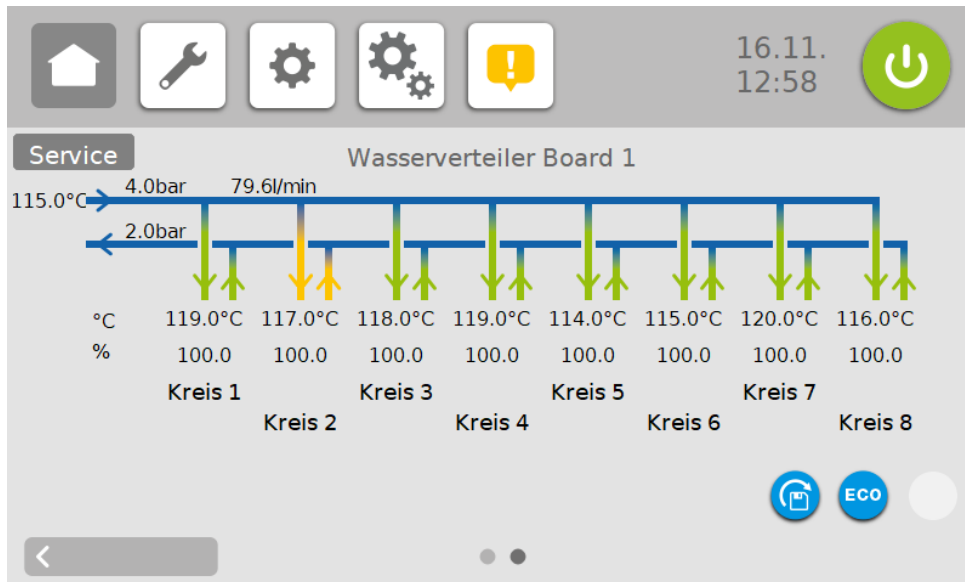 16.11.
12:58
Service
Wasserverteiler Board 1
115.0°C
4.0bar
79.6l/min
2.0bar
°C 119.0°C 117.0°C 118.0°C 119.0°C 114.0°C 115.0°C 120.0°C 116.0°C
% 100.0 100.0 100.0 100.0 100.0 100.0 100.0 100.0
Kreis 1 Kreis 3 Kreis 5 Kreis 7
Kreis 2 Kreis 4 Kreis 6 Kreis 8
ECO